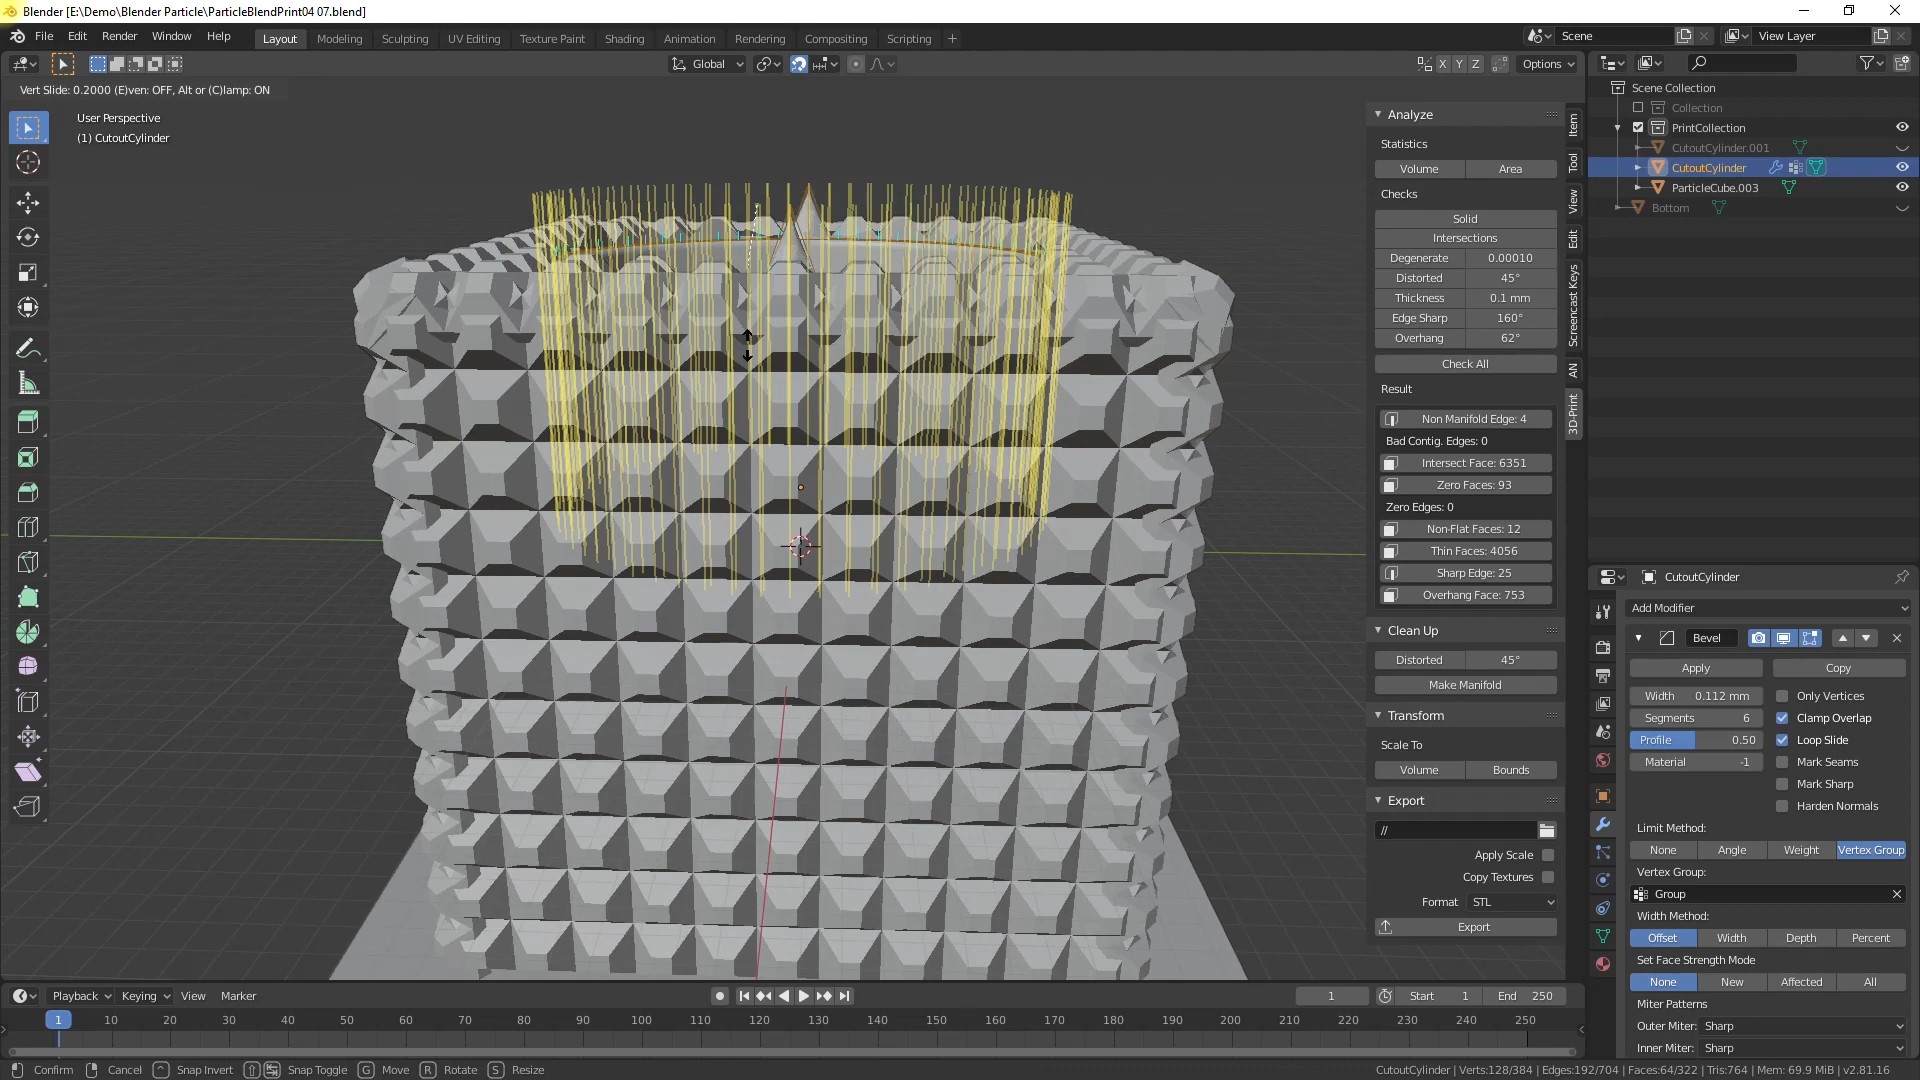 Blender [E:\Demo\Blender Particle\ParticleBlendPrint04 07.blend]
File Edit Render Window Help Layout Modeling Sculpting UV Editing Texture Paint Shading Animation Rendering Compositing Scripting + Scene View Layer
Global X Y Z Options
Vert Slide: 0.2000 (E)ven: OFF, Alt or (C)lamp: ON
User Perspective
(1) CutoutCylinder
Analyze
Statistics
Volume Area
Checks
Solid
Intersections
Degenerate 0.00010
Distorted 45°
Thickness 0.1 mm
Edge Sharp 160°
Overhang 62°
Check All
Result
Non Manifold Edge: 4
Bad Contig. Edges: 0
Intersect Face: 6351
Zero Faces: 93
Zero Edges: 0
Non-Flat Faces: 12
Thin Faces: 4056
Sharp Edge: 25
Overhang Face: 753
Clean Up
Distorted 45°
Make Manifold
Transform
Scale To
Volume Bounds
Export
//
Apply Scale
Copy Textures
Format STL
Export
Item
Tool
View
Edit
Screencast Keys
AN
3D-Print
Scene Collection
Collection
PrintCollection
CutoutCylinder.001
CutoutCylinder
ParticleCube.003
Bottom
CutoutCylinder
Add Modifier
Bevel
Apply Copy
Width 0.112 mm Only Vertices
Segments 6 Clamp Overlap
Profile 0.50 Loop Slide
Material -1 Mark Seams
Mark Sharp
Harden Normals
Limit Method:
None Angle Weight Vertex Group
Vertex Group:
Group
Width Method:
Offset Width Depth Percent
Set Face Strength Mode
None New Affected All
Miter Patterns
Outer Miter: Sharp
Inner Miter: Sharp
Playback Keying View Marker 1 Start 1 End 250
1 10 20 30 40 50 60 70 80 90 100 110 120 130 140 150 160 170 180 190 200 210 220 230 240 250
Confirm Cancel Snap Invert Snap Toggle G Move R Rotate S Resize CutoutCylinder | Verts:128/384 | Edges:192/704 | Faces:64/322 | Tris:764 | Mem: 69.9 MiB | v2.81.16